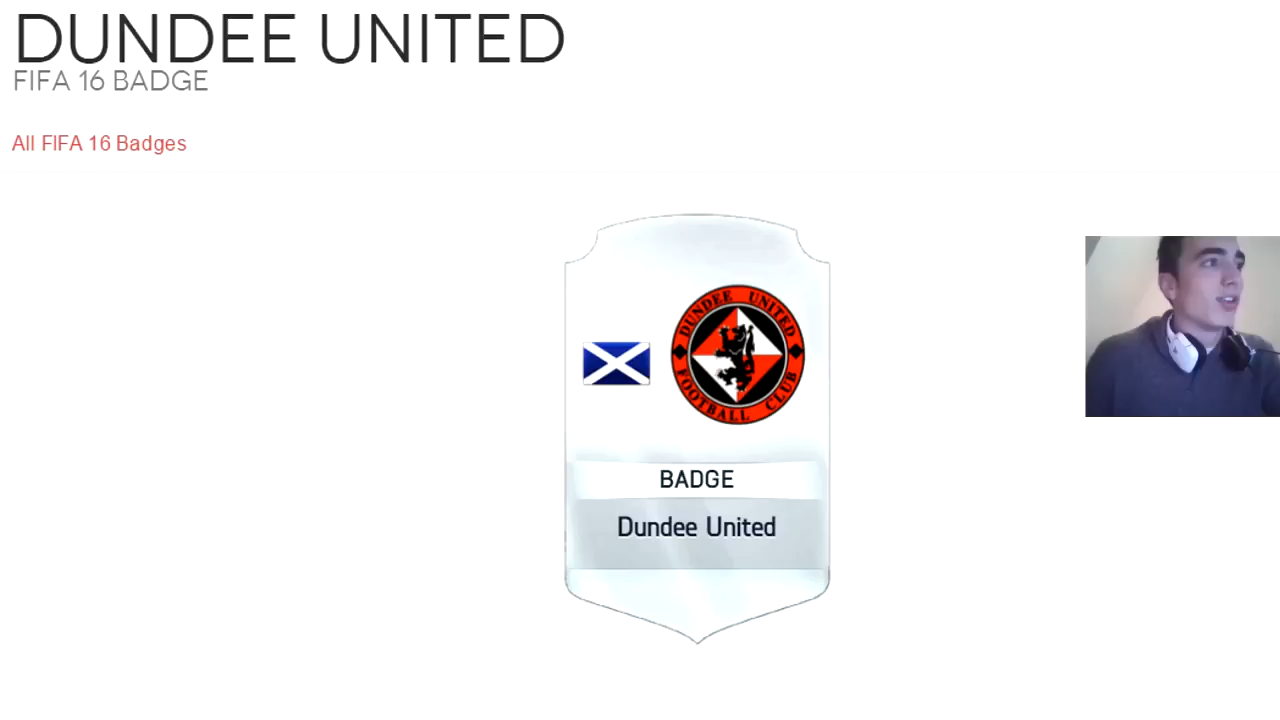 DUNDEE UNITED
FIFA 16 BADGE
All FIFA 16 Badges
DUNDEE UNITED
FOOTBALL CLUB
BADGE
Dundee United